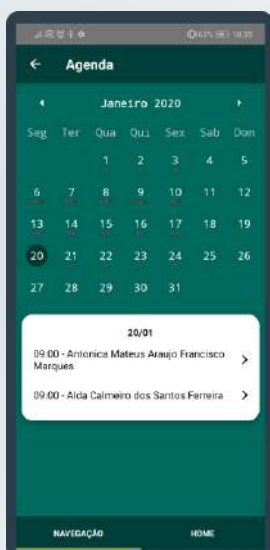 62% 10:35
← Agenda
Janeiro 2020
Seg Ter Qua Qui Sex Sab Dom
1 2 3 4 5
6 7 8 9 10 11 12
13 14 15 16 17 18 19
20 21 22 23 24 25 26
27 28 29 30 31
20/01
09:00 - Antonica Mateus Araujo Francisco
Marques
09:00 - Alda Calmeiro dos Santos Ferreira
NAVEGAÇÃO HOME